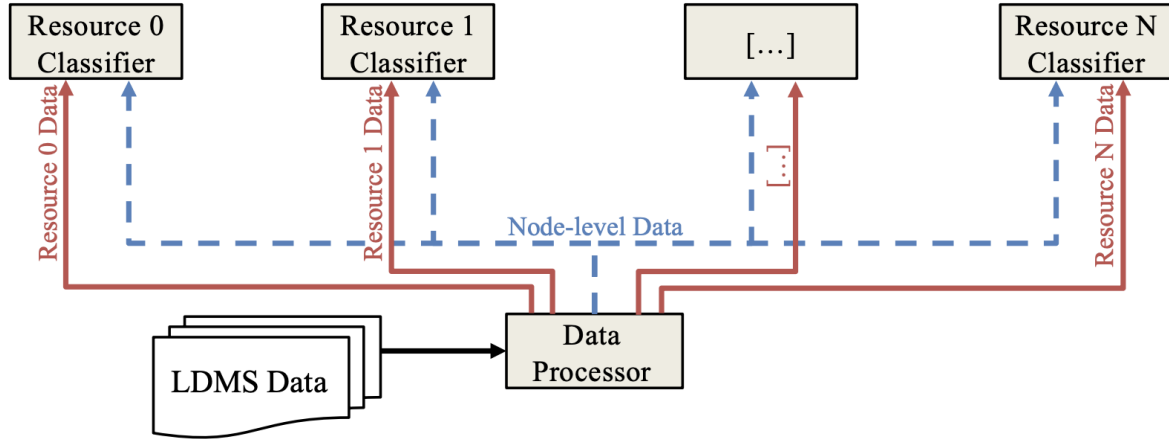 Resource 0
Classifier
Resource 1
Classifier
[...]
Resource N
Classifier
Resource 0 Data
Resource 1 Data
[...]
Resource N Data
Node-level Data
Data
Processor
LDMS Data